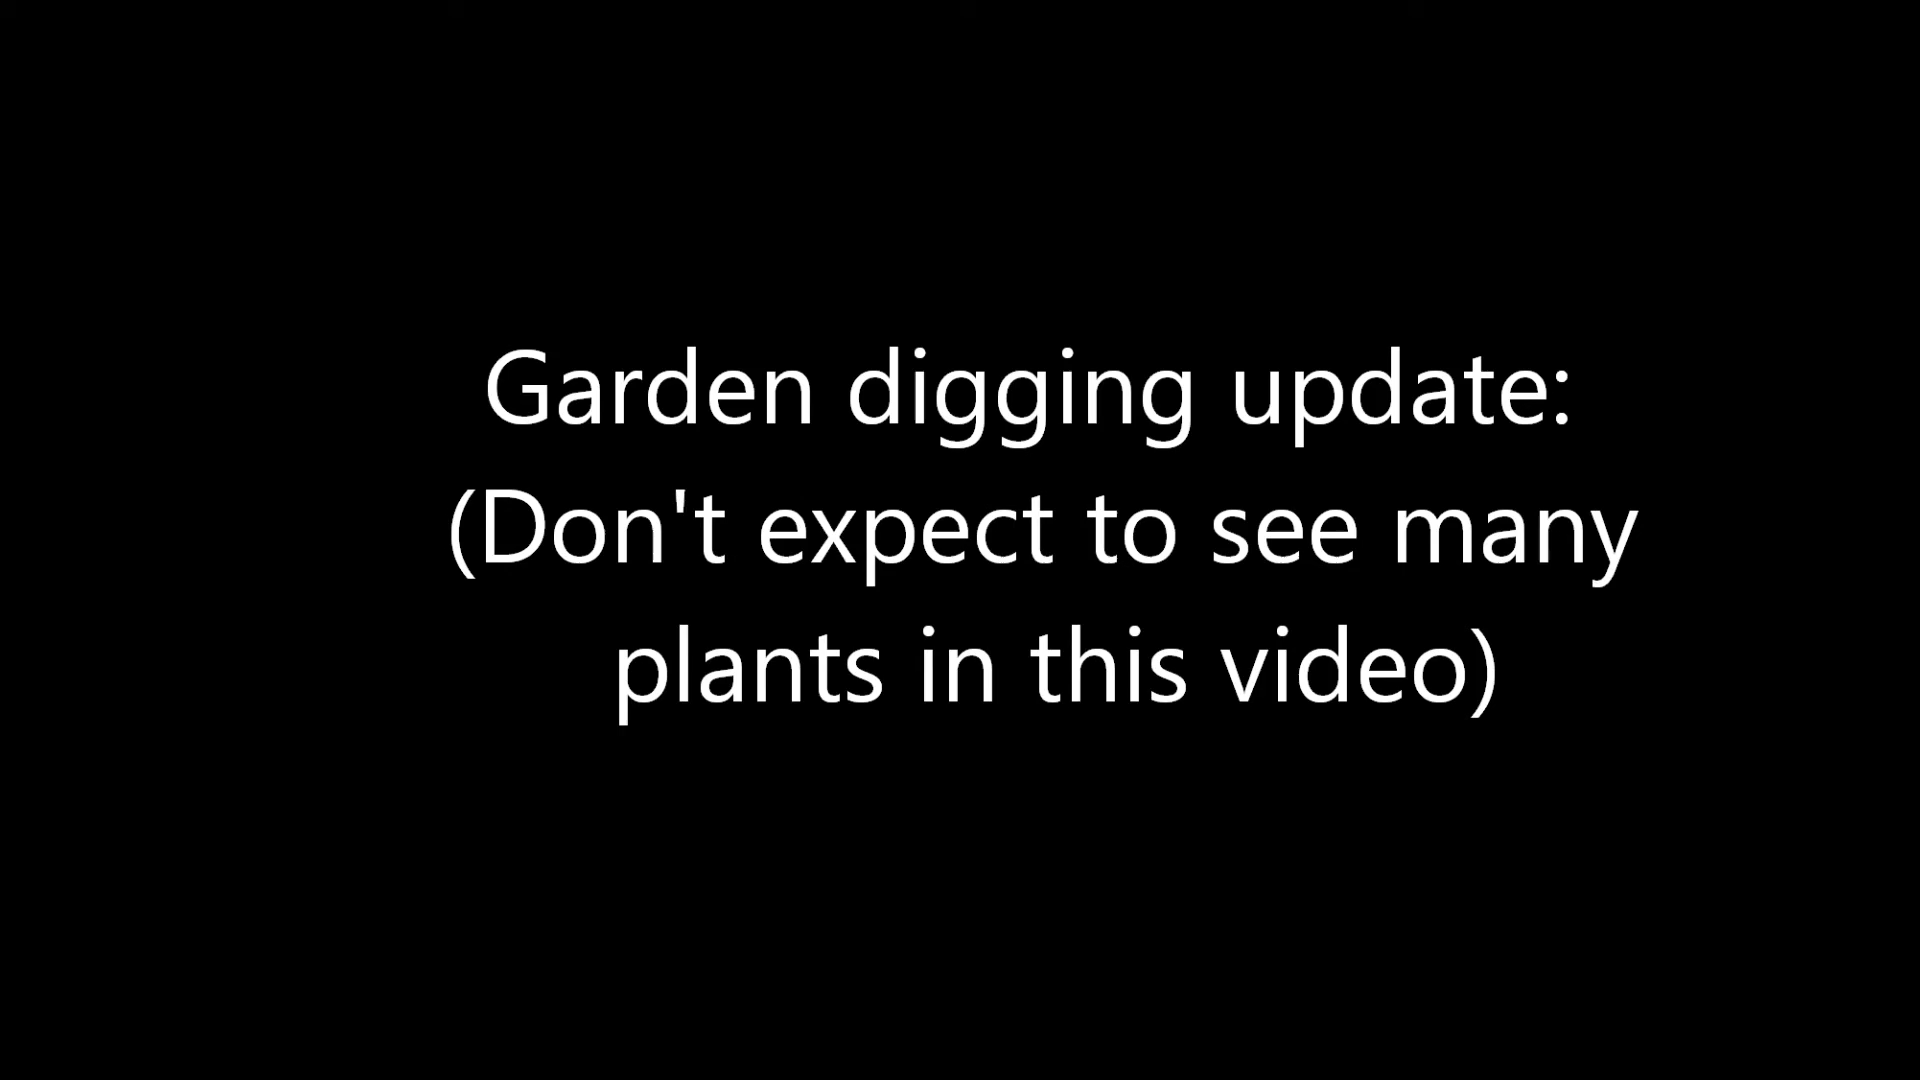 Garden digging update:
(Don't expect to see many
plants in this video)